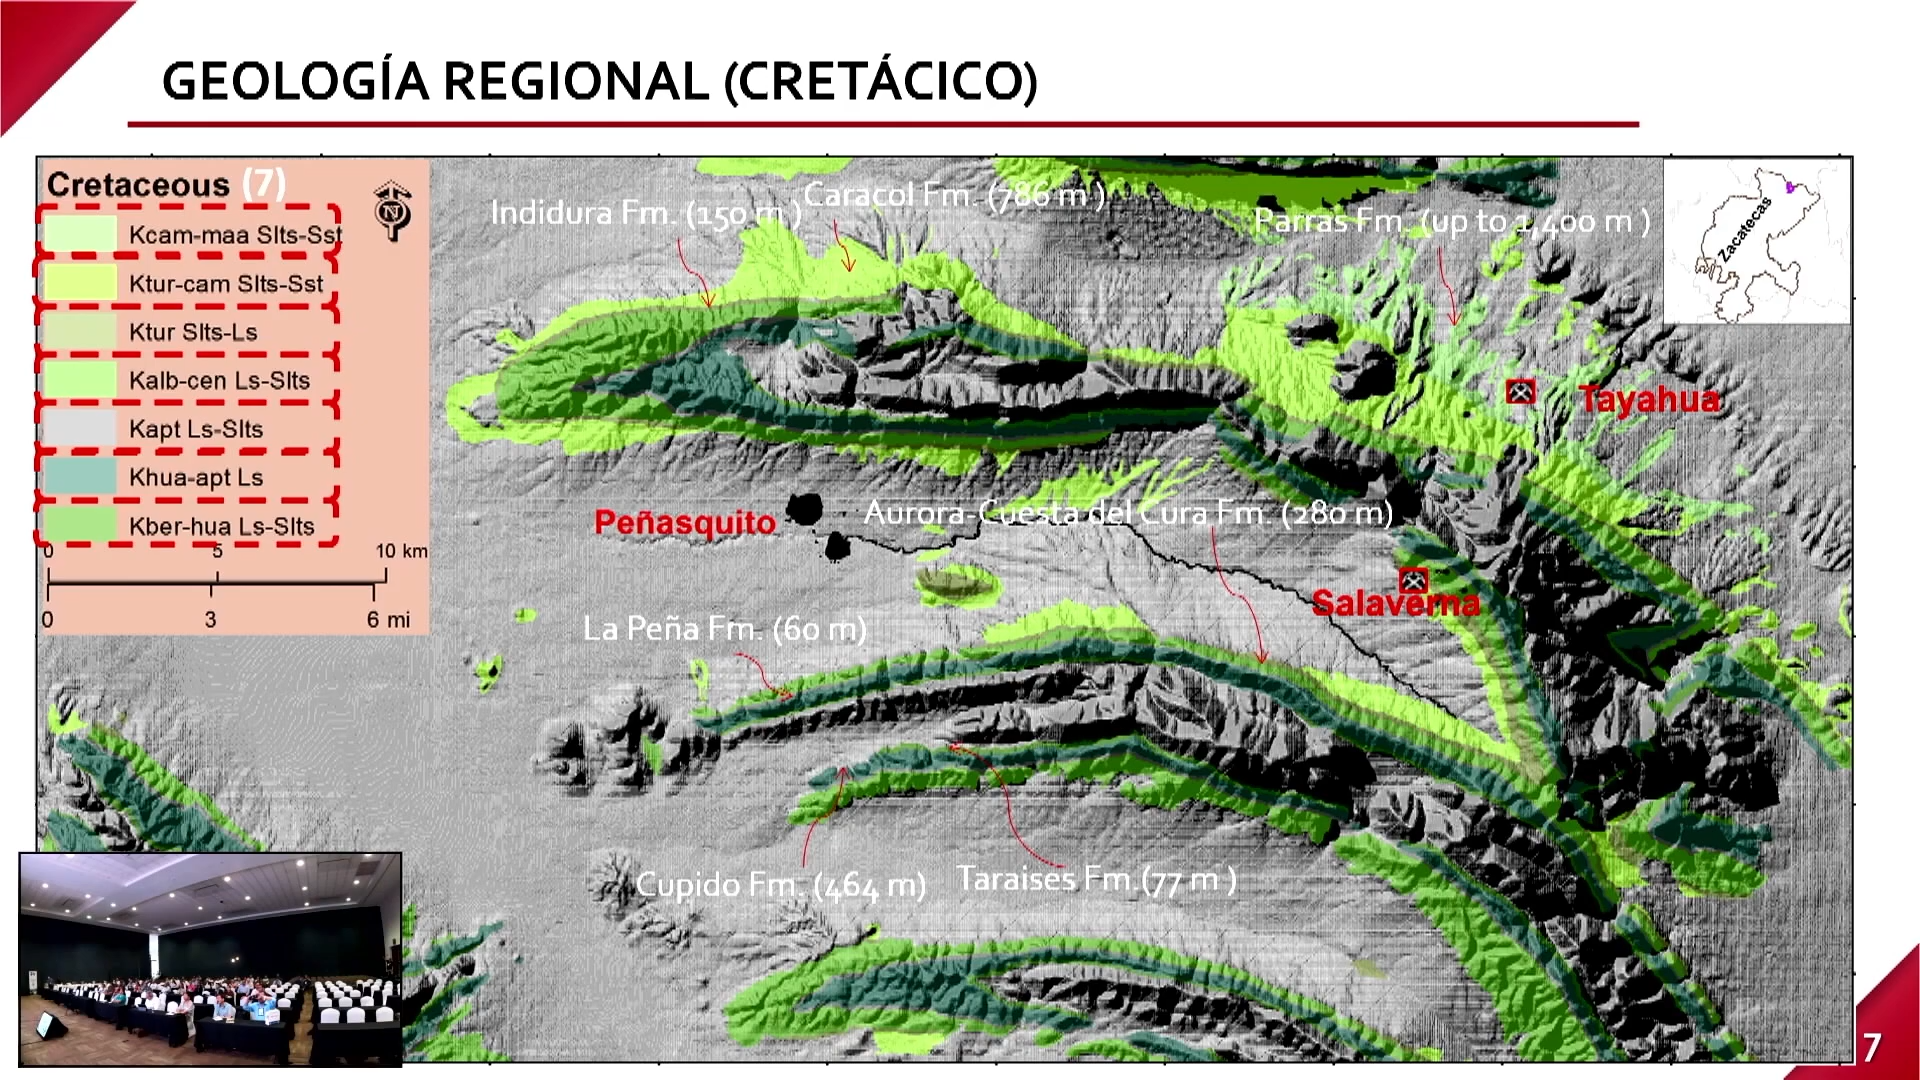 GEOLOGÍA REGIONAL (CRETÁCICO)
Cretaceous (7)
N
Kcam-maa Slts-Sst
Ktur-cam Slts-Sst
Ktur Slts-Ls
Kalb-cen Ls-Slts
Kapt Ls-Slts
Khua-apt Ls
Kber-hua Ls-Slts
0 5 10 km
0 3 6 mi
Indidura Fm. (150 m )
Caracol Fm. (786 m )
Parras Fm. (up to 1,400 m )
Zacatecas
Tayahua
Peñasquito
Aurora-Cuesta del Cura Fm. (280 m)
Salaverna
La Peña Fm. (60 m)
Cupido Fm. (464 m)
Taraises Fm.(77 m )
7